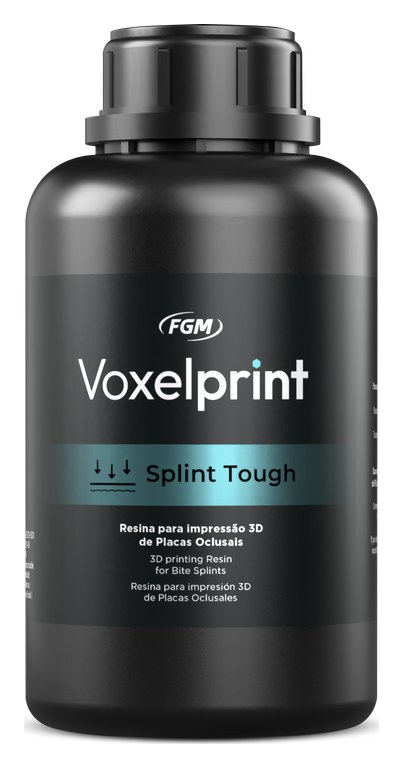 FGM
Voxelprint
Splint Tough
Resina para impressão 3D
de Placas Oclusais
3D printing Resin
for Bite Splints
Resina para impresión 3D
de Placas Oclusales